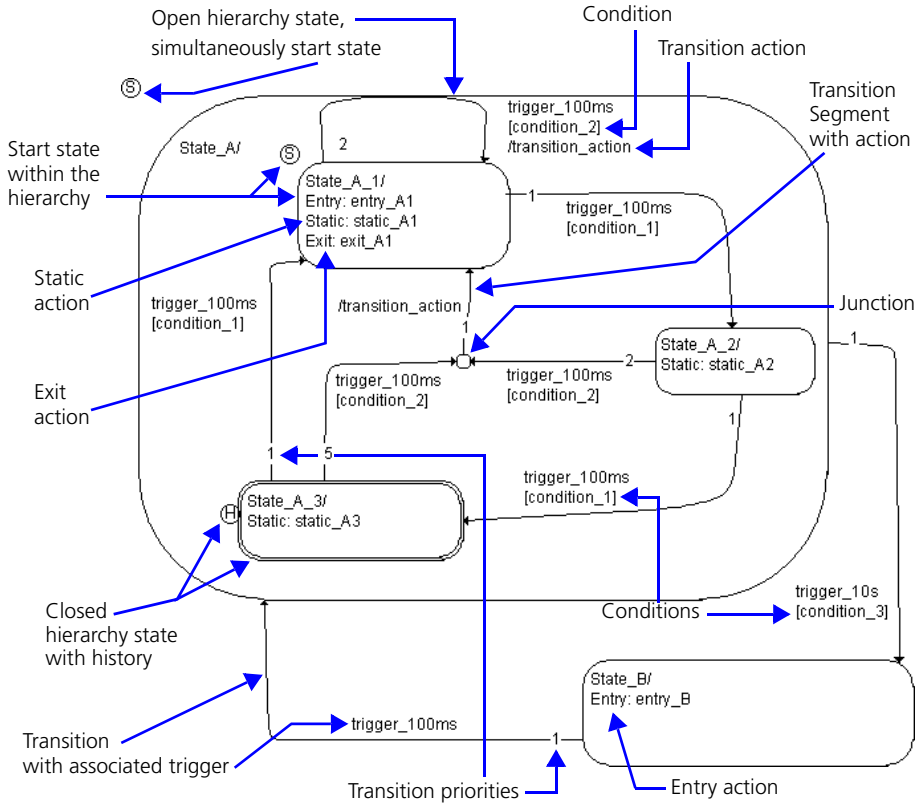 Open hierarchy state,
simultaneously start state
Condition
Transition action
Transition
Segment
with action
S
trigger_100ms
[condition_2]
/transition_action
State_A/
S
2
Start state
within the
hierarchy
State_A_1/
Entry: entry_A1
Static: static_A1
Exit: exit_A1
1
trigger_100ms
[condition_1]
Static
action
trigger_100ms
[condition_1]
/transition_action
1
Junction
State_A_2/
Static: static_A2
1
2
trigger_100ms
[condition_2]
trigger_100ms
[condition_2]
Exit
action
1
1
5
trigger_100ms
[condition_1]
H
State_A_3/
Static: static_A3
Closed
hierarchy state
with history
Conditions
trigger_10s
[condition_3]
State_B/
Entry: entry_B
trigger_100ms
1
Transition
with associated trigger
Transition priorities
Entry action